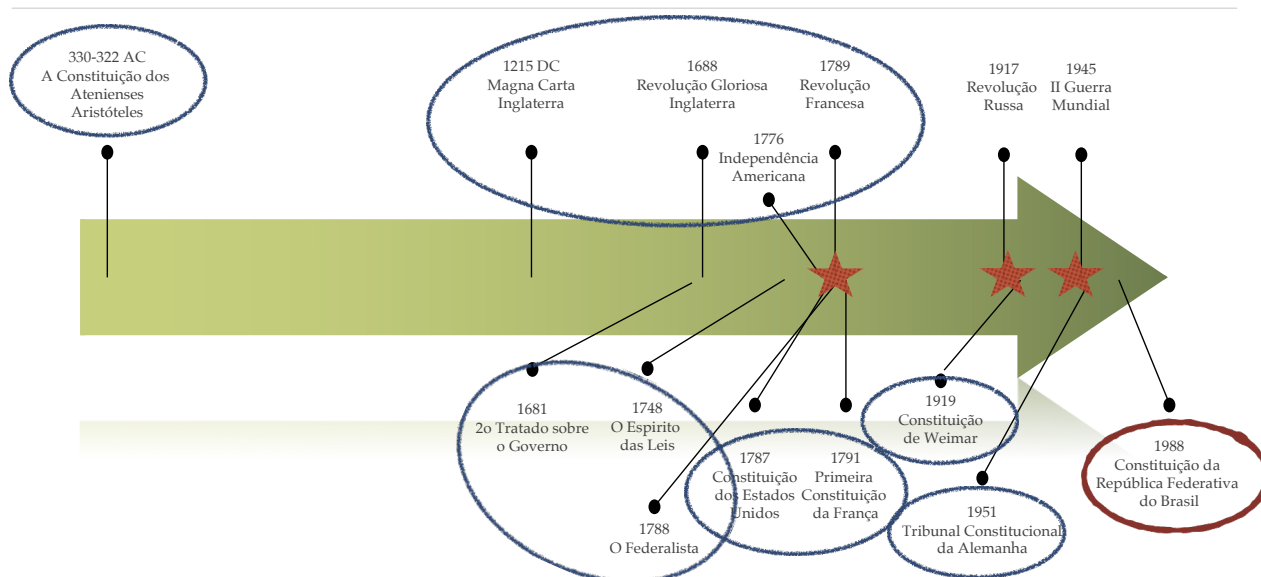 330-322 AC
A Constituição dos
Atenienses
Aristóteles
1215 DC
Magna Carta
Inglaterra
1688
Revolução Gloriosa
Inglaterra
1789
Revolução
Francesa
1776
Independência
Americana
1917
Revolução
Russa
1945
II Guerra
Mundial
1681
2o Tratado sobre
o Governo
1748
O Espirito
das Leis
1788
O Federalista
1787
Constituição
dos Estados
Unidos
1791
Primeira
Constituição
da França
1919
Constituição
de Weimar
1951
Tribunal Constitucional
da Alemanha
1988
Constituição da
República Federativa
do Brasil